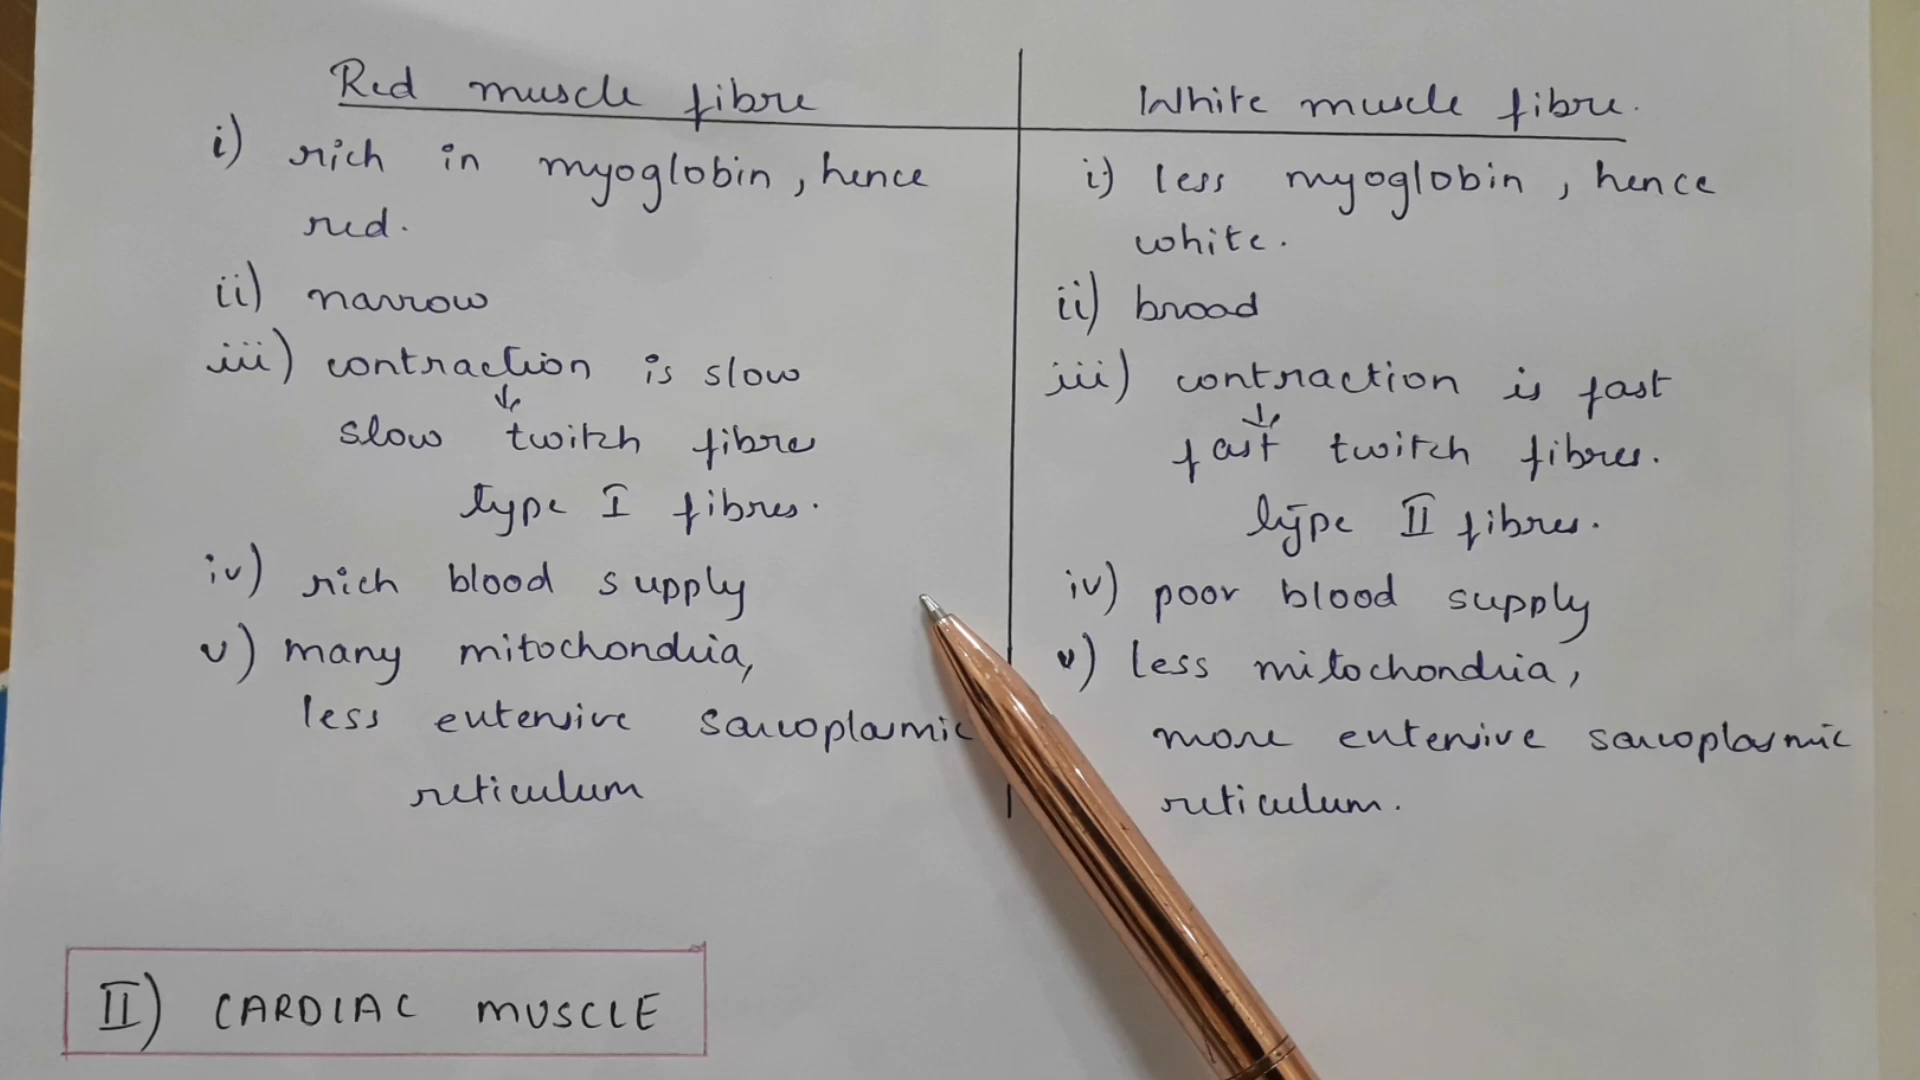 Red muscle fibre
i) rich in myoglobin, hence
red.
ii) narrow
iii) contraction is slow
slow twitch fibre
type I fibres.
iv) rich blood supply
v) many mitochondria,
less extensive sarcoplasmic
reticulum
White muscle fibre.
i) less myoglobin, hence
white.
ii) broad
iii) contraction is fast
fast twitch fibres.
type II fibres.
iv) poor blood supply
v) less mitochondria,
more extensive sarcoplasmic
reticulum.
II) CARDIAC MUSCLE